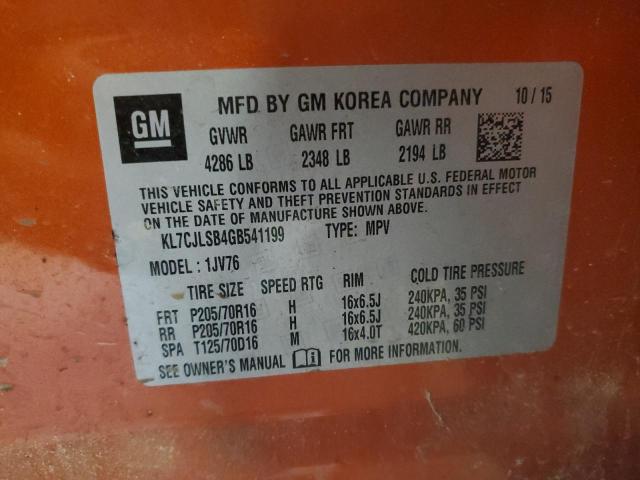 GM
MFD BY GM KOREA COMPANY 10/15
GVWR GAWR FRT GAWR RR
4286 LB 2348 LB 2194 LB
THIS VEHICLE CONFORMS TO ALL APPLICABLE U.S. FEDERAL MOTOR
VEHICLE SAFETY AND THEFT PREVENTION STANDARDS IN EFFECT
ON THE DATE OF MANUFACTURE SHOWN ABOVE.
KL7CJLSB4GB541199 TYPE: MPV
MODEL : 1JV76
TIRE SIZE SPEED RTG RIM COLD TIRE PRESSURE
FRT P205/70R16 H 16x6.5J 240KPA, 35 PSI
RR P205/70R16 H 16x6.5J 240KPA, 35 PSI
SPA T125/70D16 M 16x4.0T 420KPA, 60 PSI
SEE OWNER'S MANUAL FOR MORE INFORMATION.